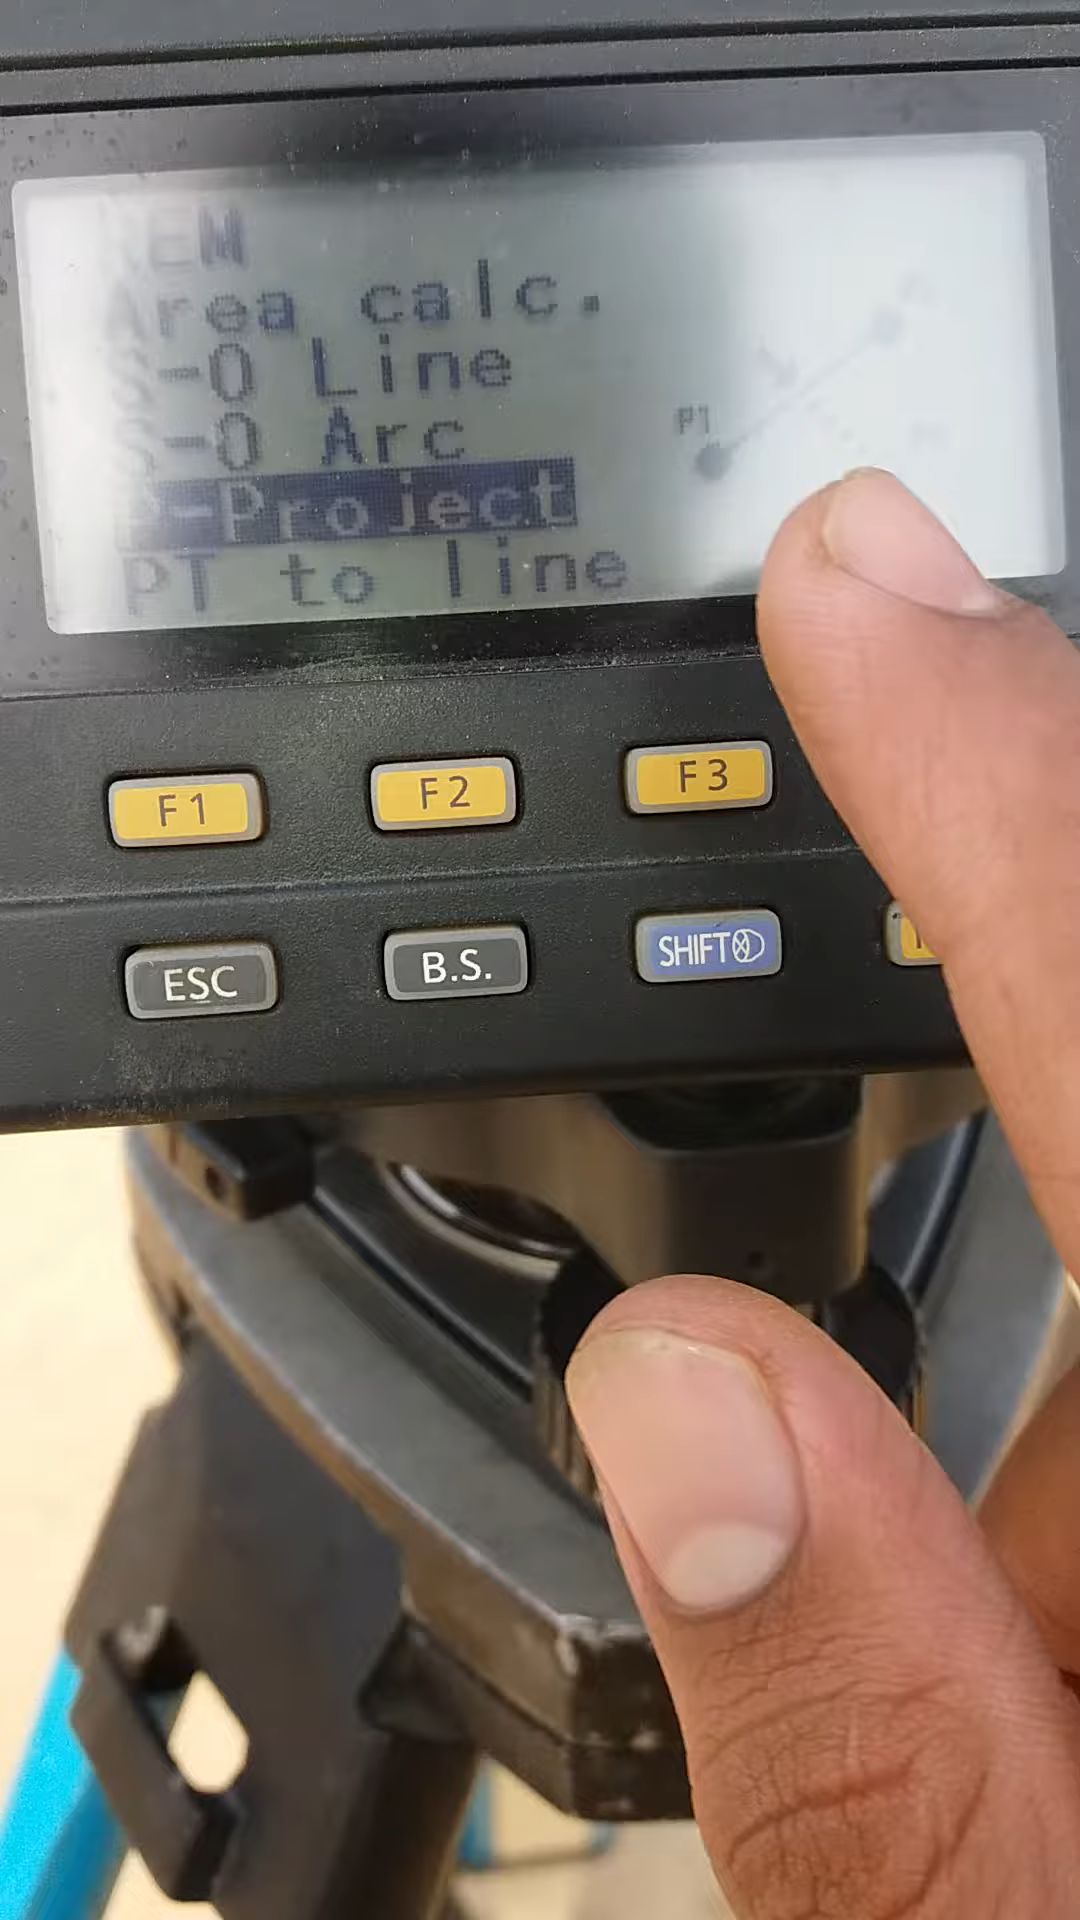 REM
Area calc.
S-O Line
S-O Arc
P-Project
PT to line
P1
F1
F2
F3
ESC
B.S.
SHIFT